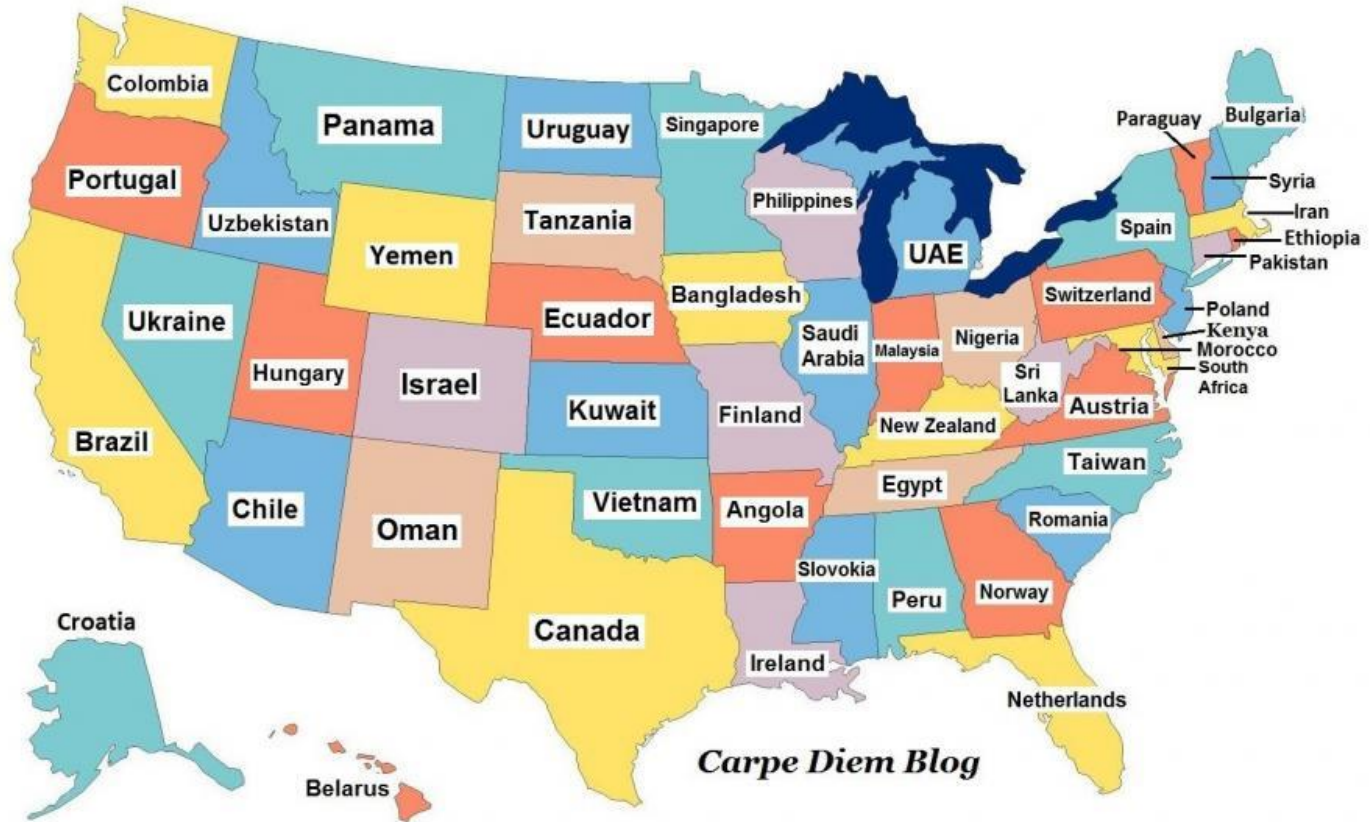 Colombia
Panama
Uruguay
Singapore
Paraguay
Bulgaria
Portugal
Uzbekistan
Yemen
Tanzania
Philippines
UAE
Spain
Syria
Iran
Ethiopia
Pakistan
Ukraine
Ecuador
Bangladesh
Saudi
Arabia
Malaysia
Nigeria
Switzerland
Poland
Kenya
Morocco
South
Africa
Hungary
Israel
Kuwait
Finland
New Zealand
Sri
Lanka
Austria
Brazil
Chile
Oman
Vietnam
Angola
Egypt
Taiwan
Romania
Slovokia
Peru
Norway
Croatia
Canada
Ireland
Netherlands
Belarus
Carpe Diem Blog